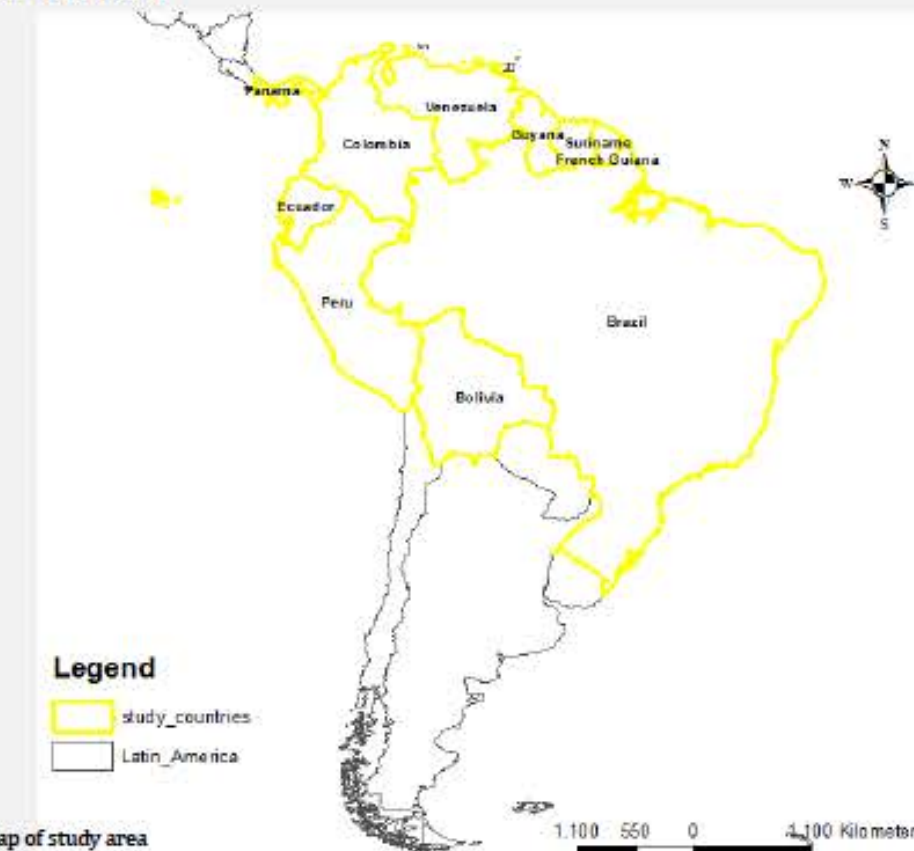 Panama
Venezuela
Colombia
Guyana
Suriname
French Guiana
N
W
S
Ecuador
Peru
Brazil
Bolivia
Legend
study_countries
Latin_America
ap of study area
1.100 550 0 1.100 Kilometer